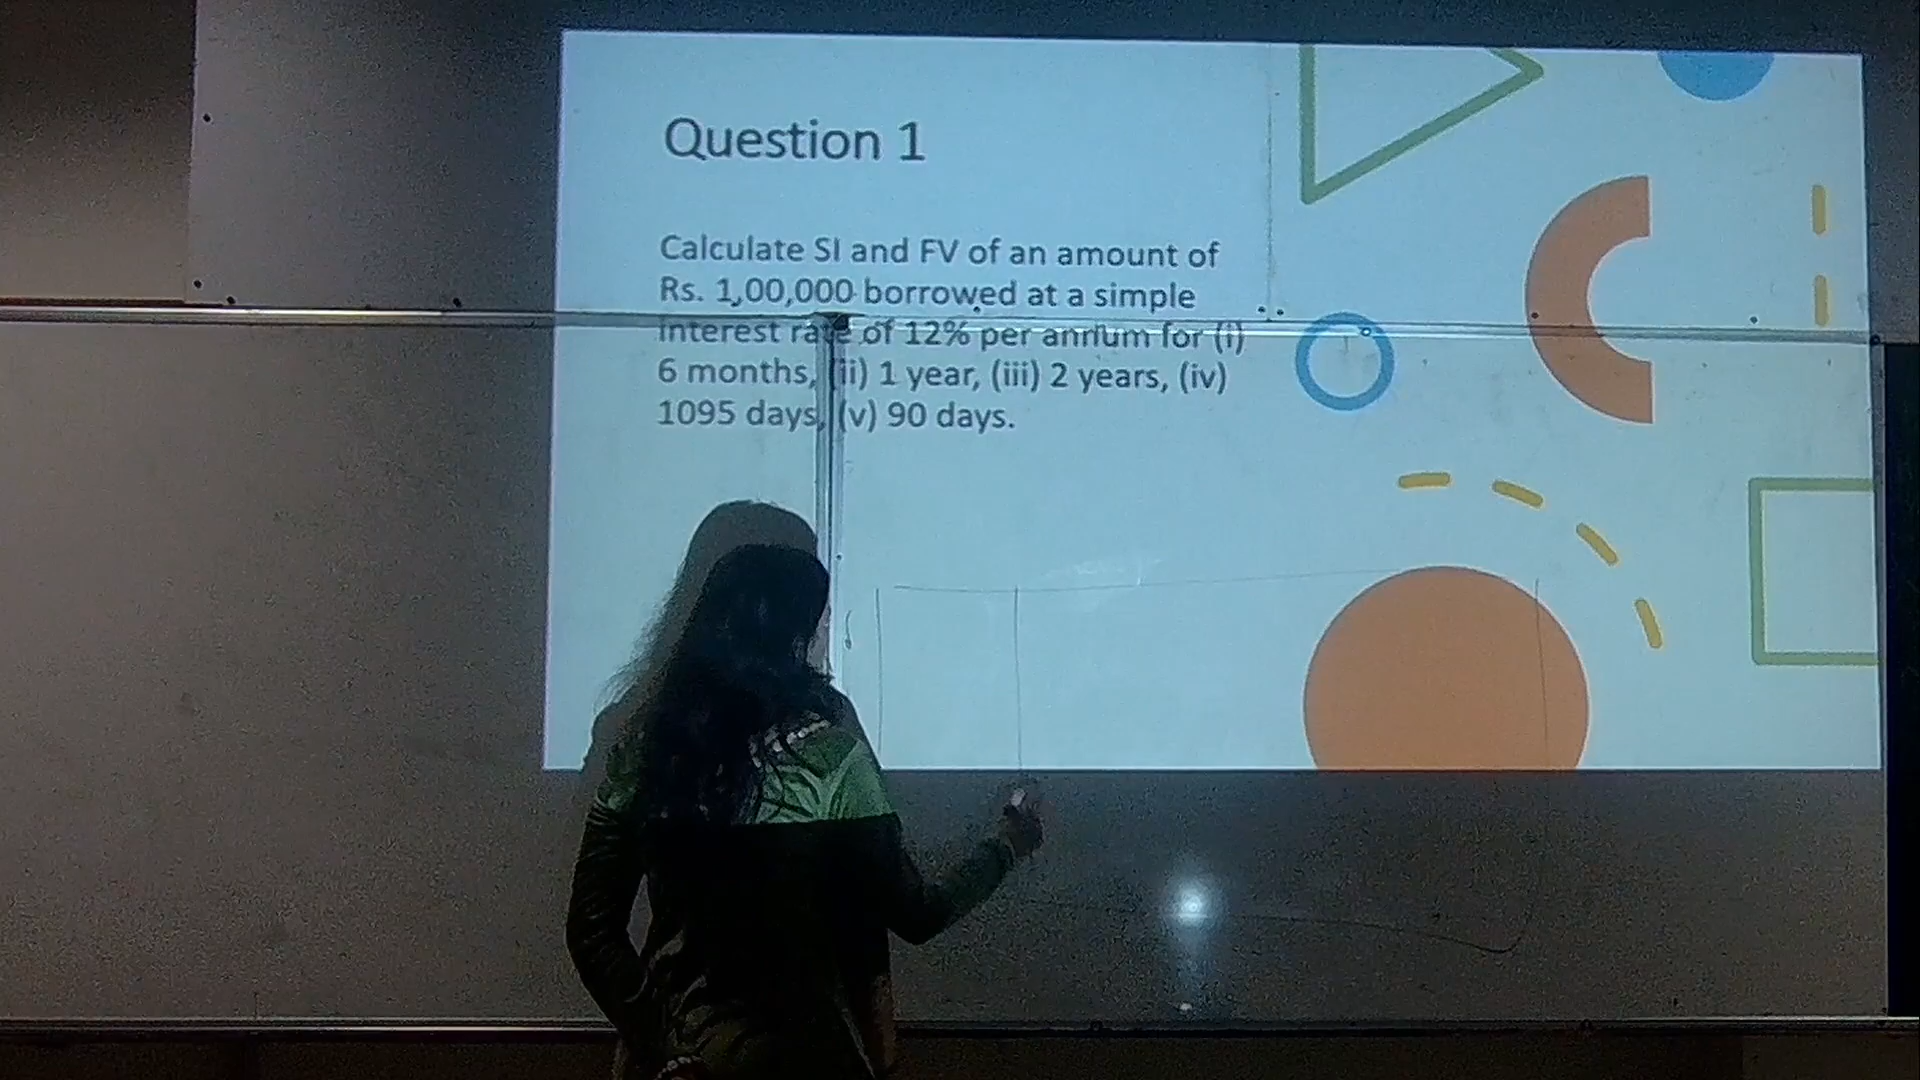 Question 1
Calculate SI and FV of an amount of
Rs. 1,00,000 borrowed at a simple
interest rate of 12% per annum for (i)
6 months, (ii) 1 year, (iii) 2 years, (iv)
1095 days, (v) 90 days.